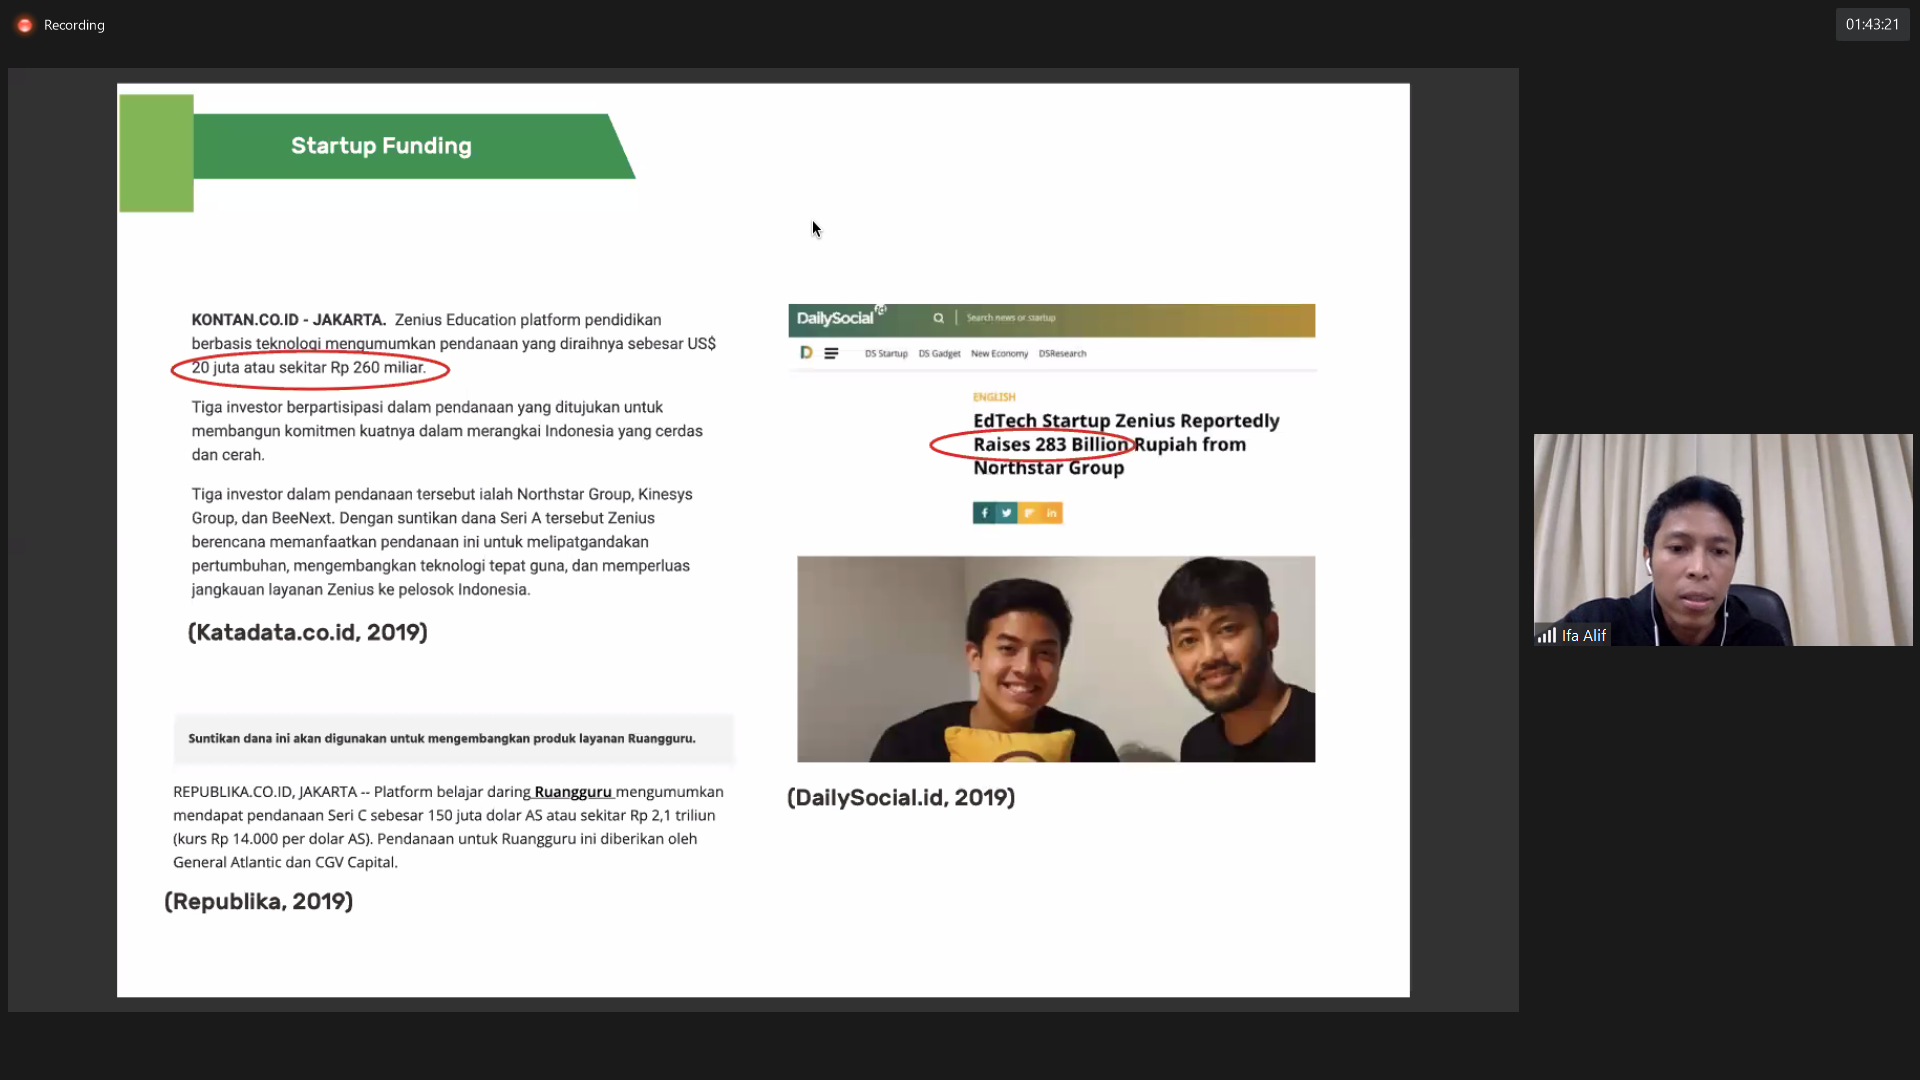 Recording
01:43:21
Startup Funding
KONTAN.CO.ID - JAKARTA. Zenius Education platform pendidikan
berbasis teknologi mengumumkan pendanaan yang diraihnya sebesar US$
20 juta atau sekitar Rp 260 miliar.
Tiga investor berpartisipasi dalam pendanaan yang ditujukan untuk
membangun komitmen kuatnya dalam merangkai Indonesia yang cerdas
dan cerah.
Tiga investor dalam pendanaan tersebut ialah Northstar Group, Kinesys
Group, dan BeeNext. Dengan suntikan dana Seri A tersebut Zenius
berencana memanfaatkan pendanaan ini untuk melipatgandakan
pertumbuhan, mengembangkan teknologi tepat guna, dan memperluas
jangkauan layanan Zenius ke pelosok Indonesia.
(Katadata.co.id, 2019)
Suntikan dana ini akan digunakan untuk mengembangkan produk layanan Ruangguru.
REPUBLIKA.CO.ID, JAKARTA -- Platform belajar daring Ruangguru mengumumkan
mendapat pendanaan Seri C sebesar 150 juta dolar AS atau sekitar Rp 2,1 triliun
(kurs Rp 14.000 per dolar AS). Pendanaan untuk Ruangguru ini diberikan oleh
General Atlantic dan CGV Capital.
(Republika, 2019)
DailySocial.id
Search news or startup
DS Startup DS Gadget New Economy DSResearch
ENGLISH
EdTech Startup Zenius Reportedly
Raises 283 Billion Rupiah from
Northstar Group
(DailySocial.id, 2019)
Ifa Alif